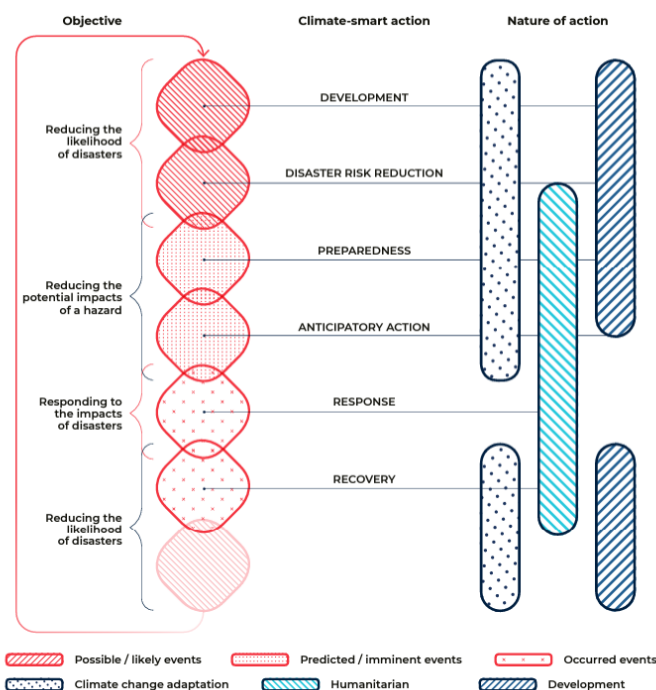 Objective
Climate-smart action
Nature of action
DEVELOPMENT
Reducing the
likelihood
of disasters
DISASTER RISK REDUCTION
PREPAREDNESS
Reducing the
potential impacts
of a hazard
ANTICIPATORY ACTION
Responding to
the impacts
of disasters
RESPONSE
RECOVERY
Reducing the
likelihood
of disasters
Possible / likely events
Predicted / imminent events
Occurred events
Climate change adaptation
Humanitarian
Development